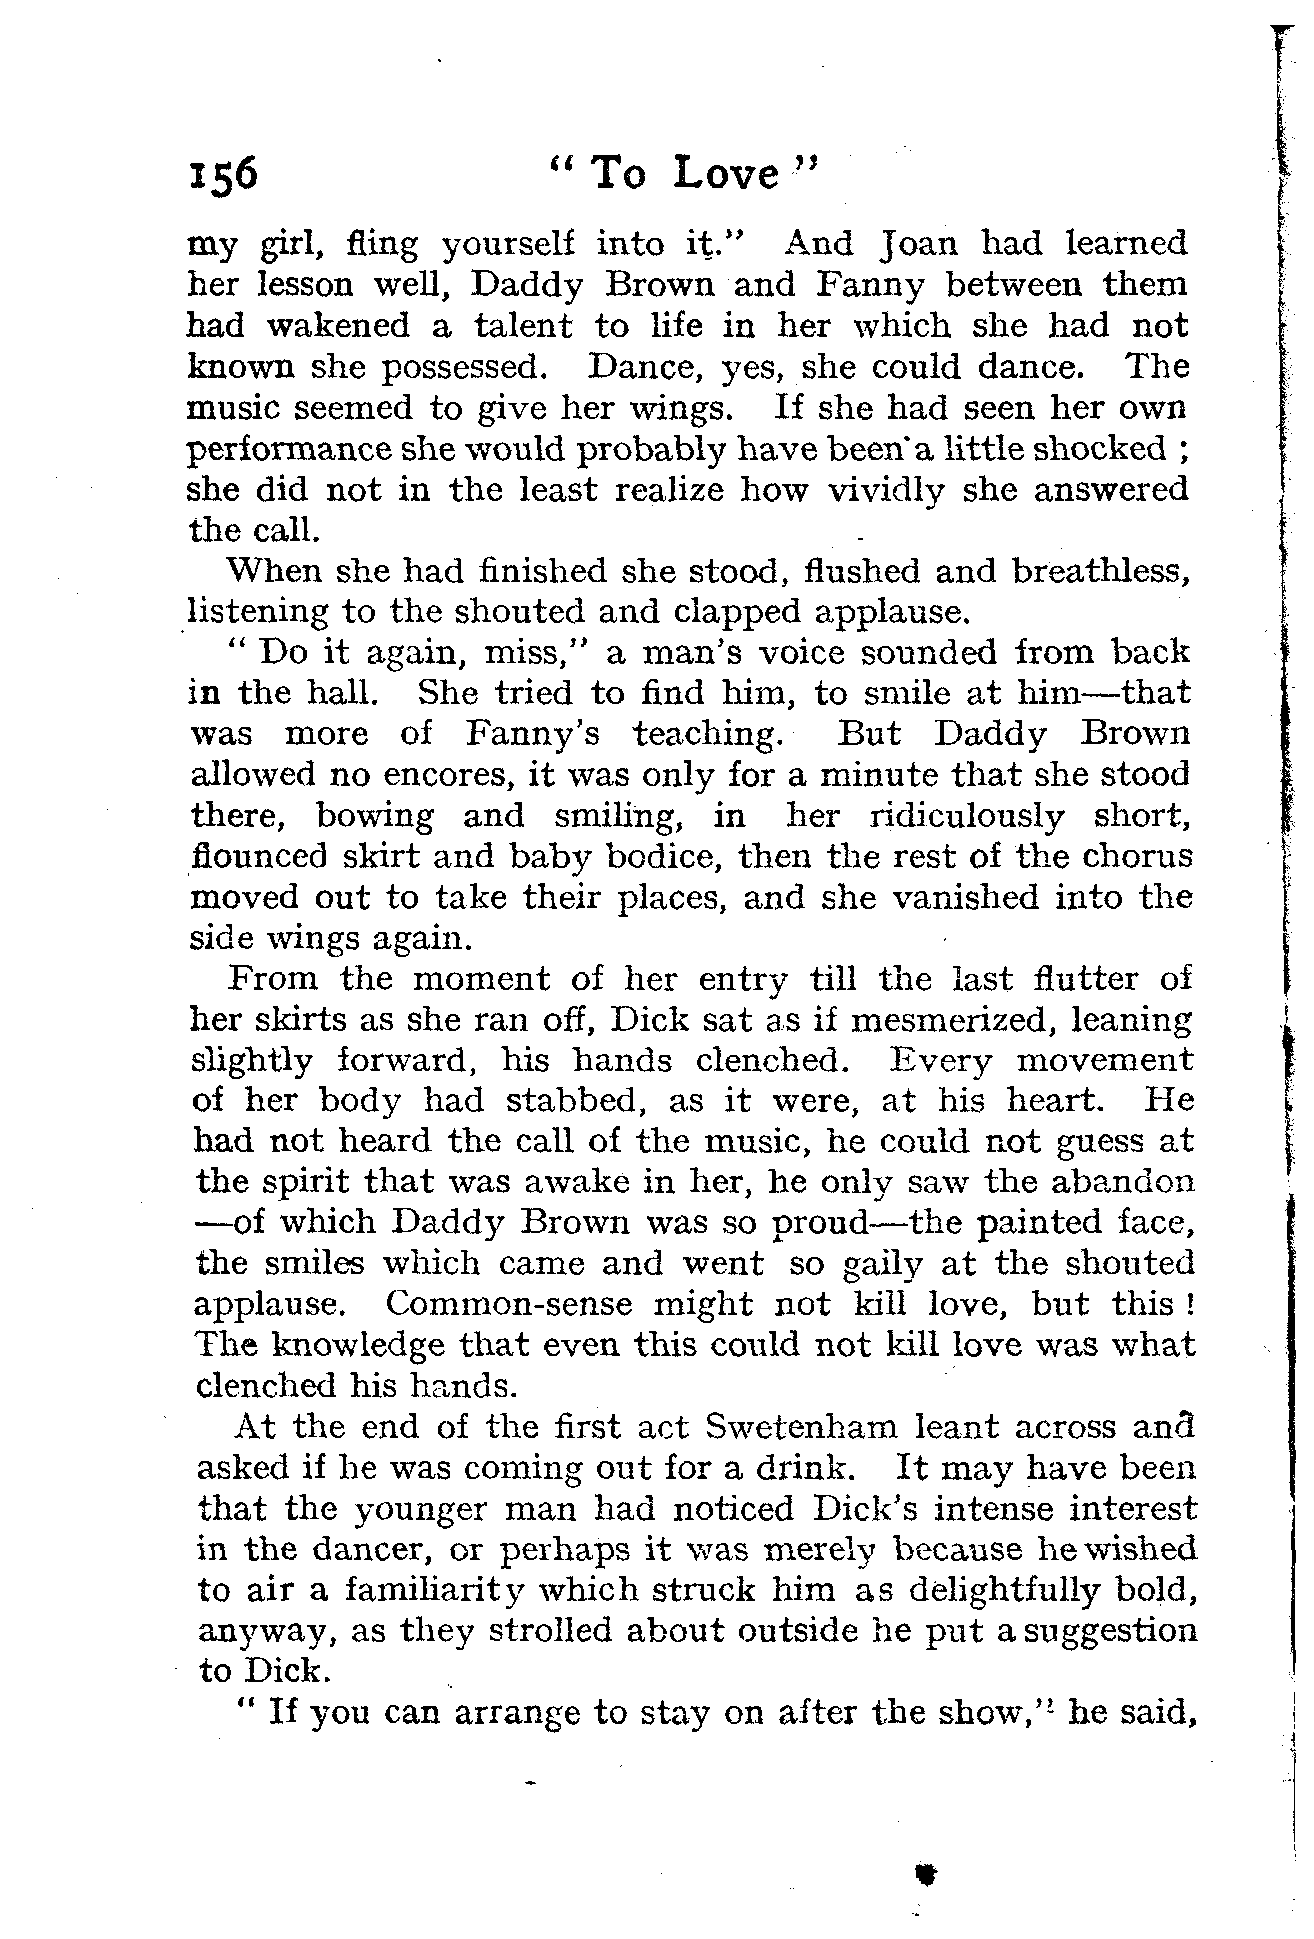 156 “ To Love ”
my girl, fling yourself into it.” And Joan had learned
her lesson well, Daddy Brown and Fanny between them
had wakened a talent to life in her which she had not
known she possessed. Dance, yes, she could dance. The
music seemed to give her wings. If she had seen her own
performance she would probably have been a little shocked ;
she did not in the least realize how vividly she answered
the call.
When she had finished she stood, flushed and breathless,
listening to the shouted and clapped applause.
“ Do it again, miss,” a man’s voice sounded from back
in the hall. She tried to find him, to smile at him—that
was more of Fanny’s teaching. But Daddy Brown
allowed no encores, it was only for a minute that she stood
there, bowing and smiling, in her ridiculously short,
flounced skirt and baby bodice, then the rest of the chorus
moved out to take their places, and she vanished into the
side wings again.
From the moment of her entry till the last flutter of
her skirts as she ran off, Dick sat as if mesmerized, leaning
slightly forward, his hands clenched. Every movement
of her body had stabbed, as it were, at his heart. He
had not heard the call of the music, he could not guess at
the spirit that was awake in her, he only saw the abandon
—of which Daddy Brown was so proud—the painted face,
the smiles which came and went so gaily at the shouted
applause. Common-sense might not kill love, but this !
The knowledge that even this could not kill love was what
clenched his hands.
At the end of the first act Swetenham leant across and
asked if he was coming out for a drink. It may have been
that the younger man had noticed Dick’s intense interest
in the dancer, or perhaps it was merely because he wished
to air a familiarity which struck him as delightfully bold,
anyway, as they strolled about outside he put a suggestion
to Dick.
“ If you can arrange to stay on after the show,” he said,